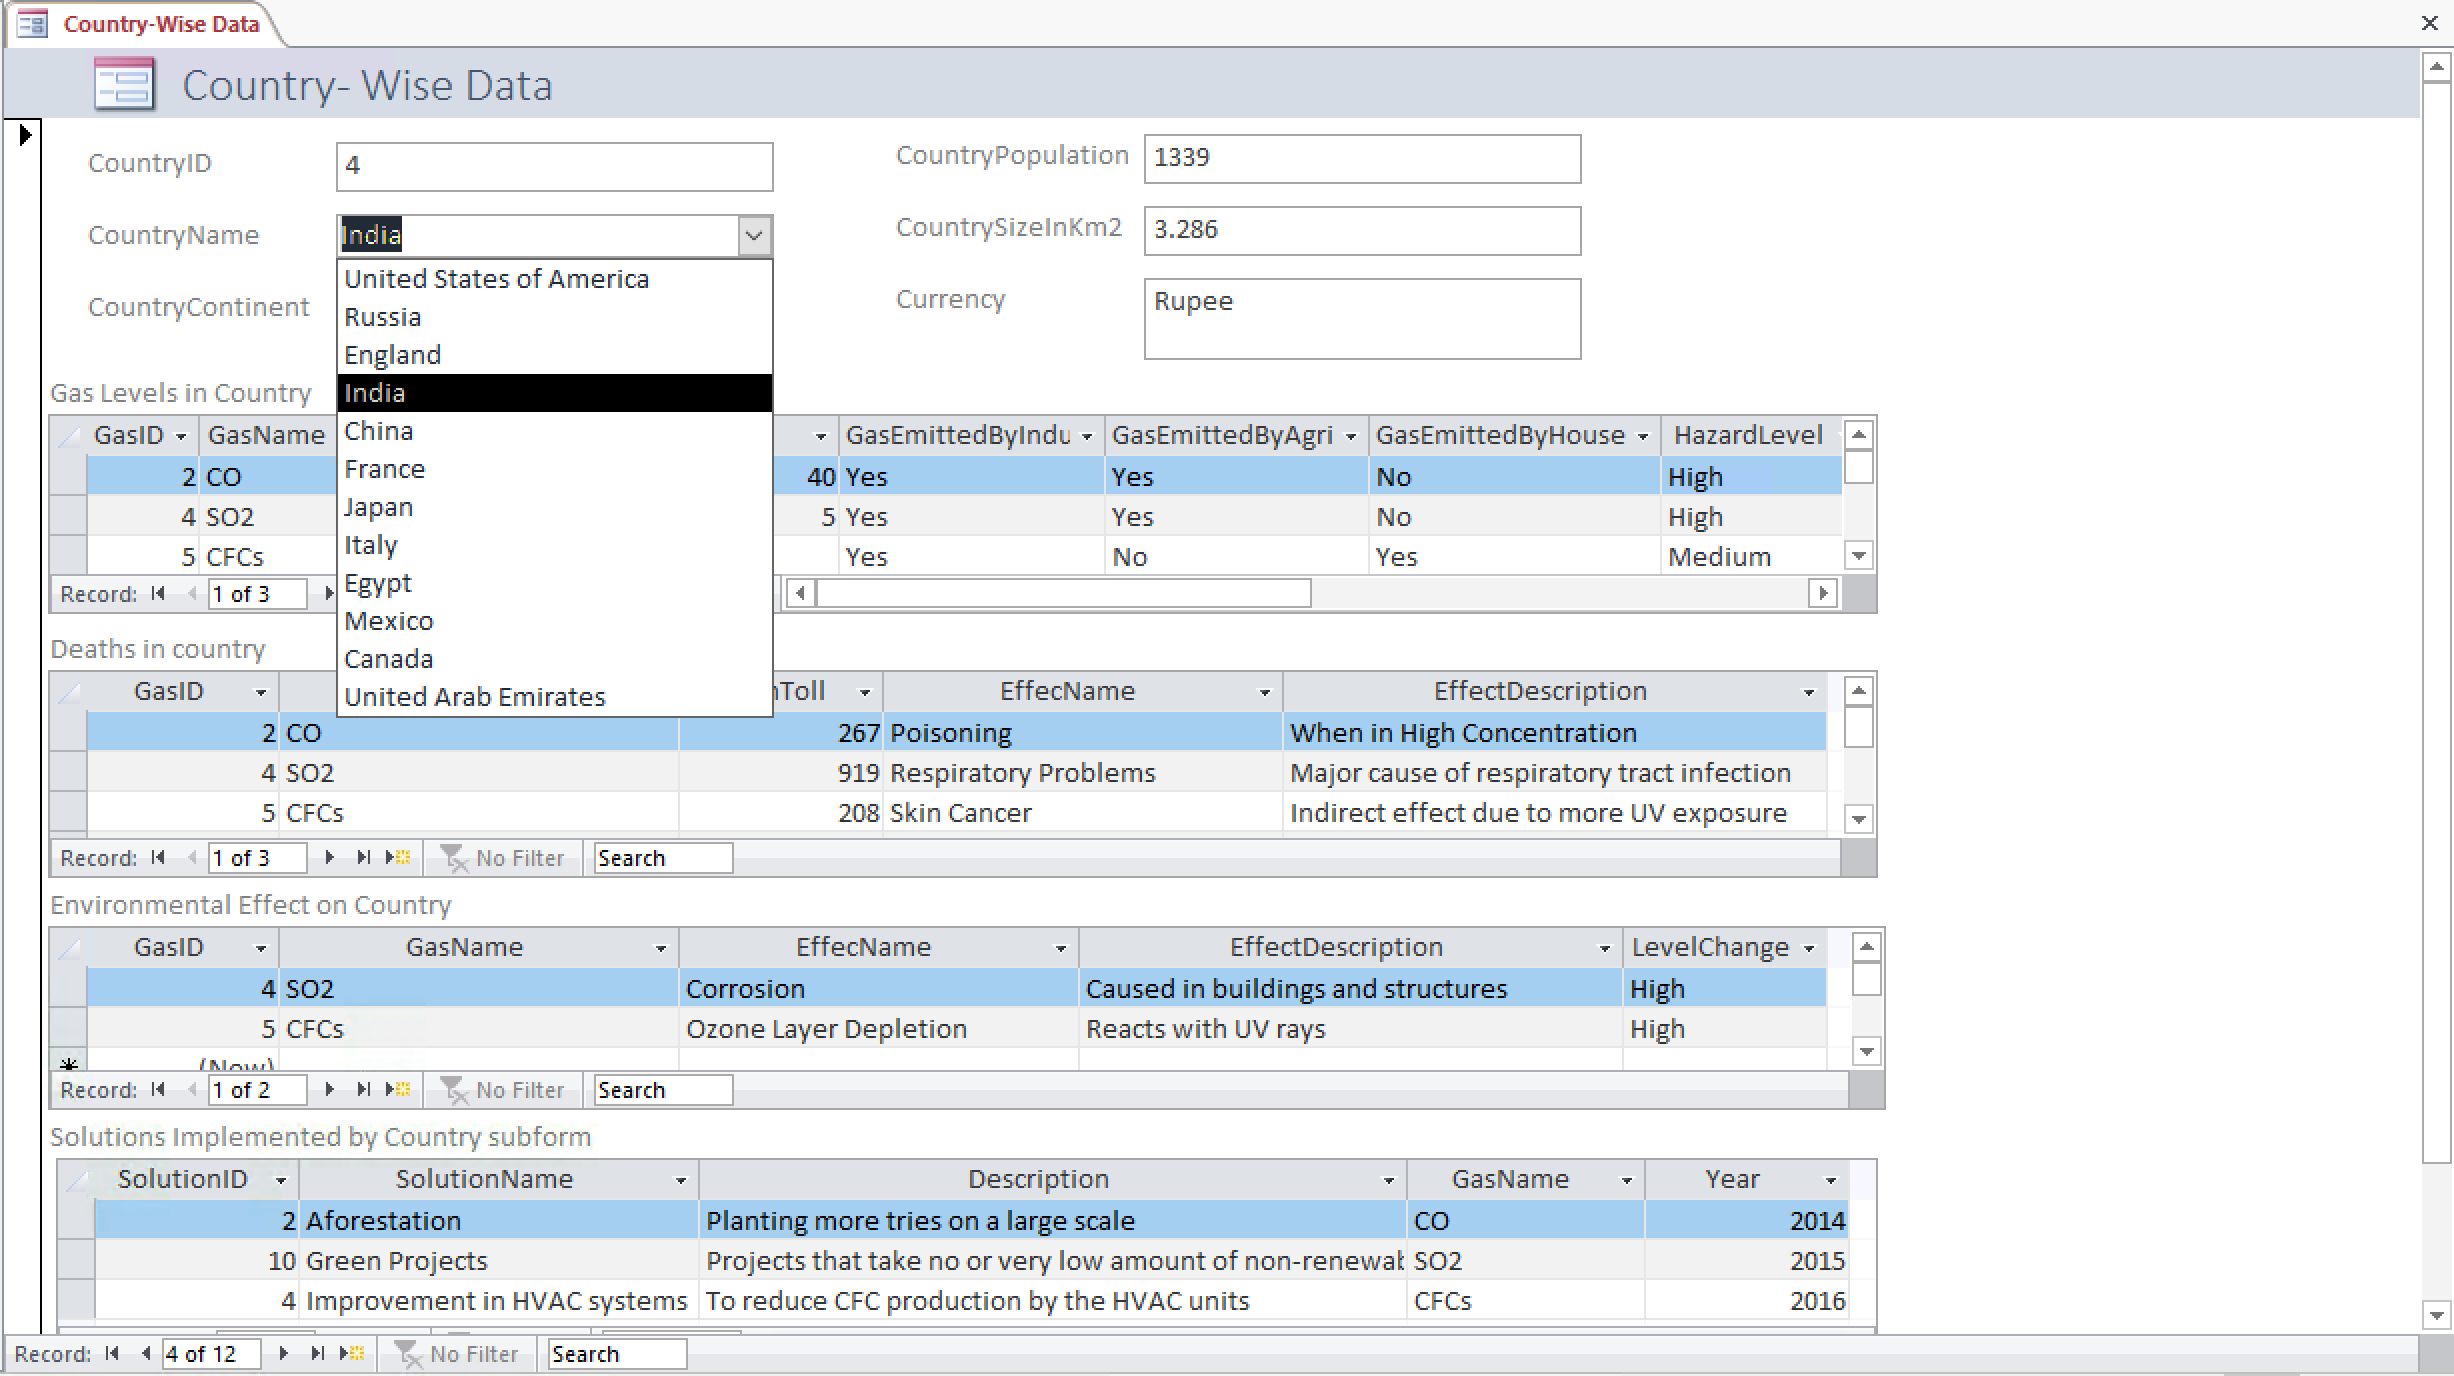 Country-Wise Data
Country- Wise Data
CountryID 4 CountryPopulation 1339
CountryName India CountrySizeInKm2 3.286
CountryContinent Currency Rupee
United States of America
Russia
England
India
China
France
Japan
Italy
Egypt
Mexico
Canada
United Arab Emirates
Gas Levels in Country
GasID GasName GasEmittedByIndu GasEmittedByAgri GasEmittedByHouse HazardLevel
2 CO 40 Yes Yes No High
4 SO2 5 Yes Yes No High
5 CFCs Yes No Yes Medium
Record: 1 of 3
Deaths in country
GasID Toll EffecName EffectDescription
2 CO 267 Poisoning When in High Concentration
4 SO2 919 Respiratory Problems Major cause of respiratory tract infection
5 CFCs 208 Skin Cancer Indirect effect due to more UV exposure
Record: 1 of 3 No Filter Search
Environmental Effect on Country
GasID GasName EffecName EffectDescription LevelChange
4 SO2 Corrosion Caused in buildings and structures High
5 CFCs Ozone Layer Depletion Reacts with UV rays High
(New)
Record: 1 of 2 No Filter Search
Solutions Implemented by Country subform
SolutionID SolutionName Description GasName Year
2 Aforestation Planting more tries on a large scale CO 2014
10 Green Projects Projects that take no or very low amount of non-renewal SO2 2015
4 Improvement in HVAC systems To reduce CFC production by the HVAC units CFCs 2016
Record: 4 of 12 No Filter Search